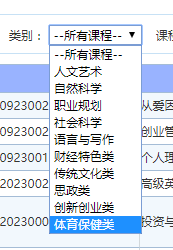 类别： --所有课程-- 课程
--所有课程--
人文艺术
自然科学
职业规划
社会科学
语言与写作
财经特色类
传统文化类
思政类
创新创业类
体育保健类
0923002 从爱因
0923002 创业管
0923001 个人理
2023002 高级英
2023000 投资与